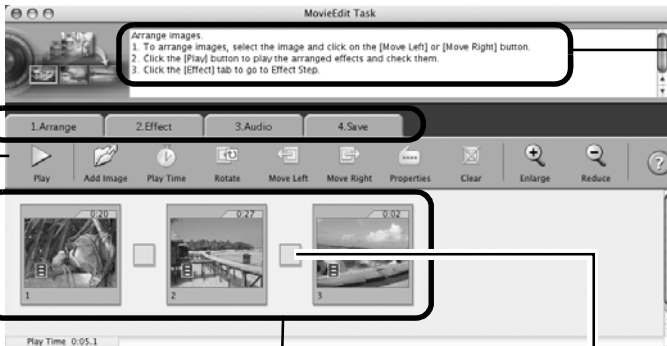 MovieEdit Task
Arrange images.
1. To arrange images, select the image and click on the [Move Left] or [Move Right] button.
2. Click the [Play] button to play the arranged effects and check them.
3. Click the [Effect] tab to go to Effect Step.
1.Arrange 2.Effect 3.Audio 4.Save
Play Add Image Play Time Rotate Move Left Move Right Properties Clear Enlarge Reduce ?
0:20 0:27 0:02
1 2 3
Play Time 0:05.1